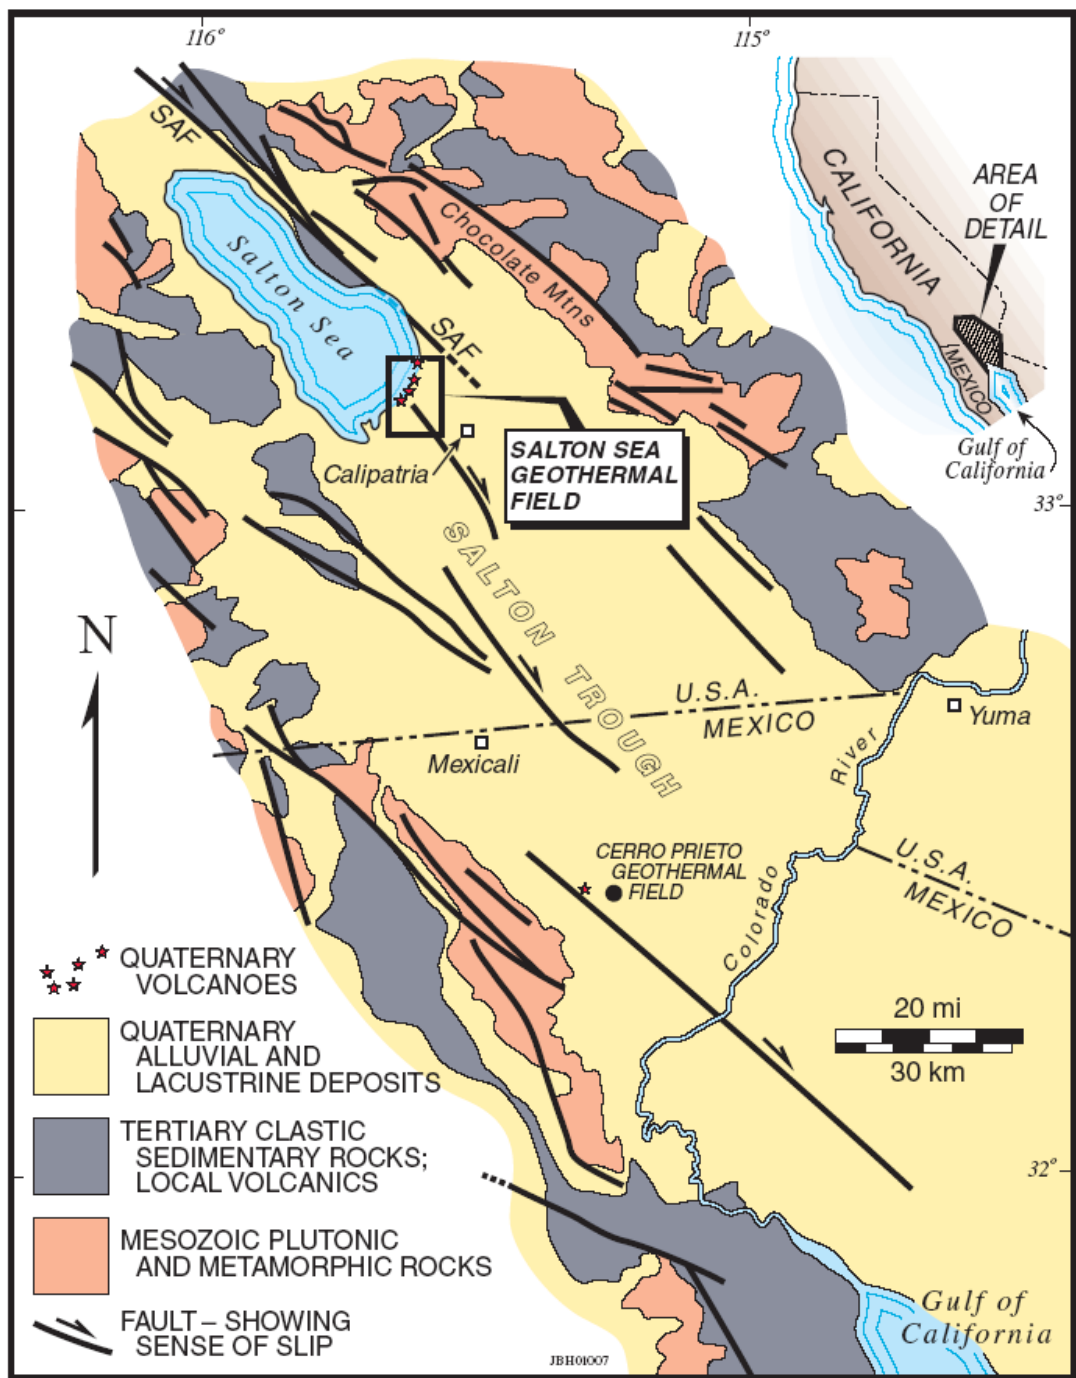 116°
115°
SAF
CALIFORNIA
AREA
OF
DETAIL
Chocolate Mtns
Salton Sea
SAF
MEXICO
Gulf of
California
Calipatria
SALTON SEA
GEOTHERMAL
FIELD
33°
SALTON TROUGH
N
U.S.A.
MEXICO
Yuma
Mexicali
River
Colorado
U.S.A.
MEXICO
CERRO PRIETO
GEOTHERMAL
FIELD
QUATERNARY
VOLCANOES
QUATERNARY
ALLUVIAL AND
LACUSTRINE DEPOSITS
20 mi
30 km
TERTIARY CLASTIC
SEDIMENTARY ROCKS;
LOCAL VOLCANICS
32°
MESOZOIC PLUTONIC
AND METAMORPHIC ROCKS
FAULT – SHOWING
SENSE OF SLIP
JBH01007
Gulf of
California